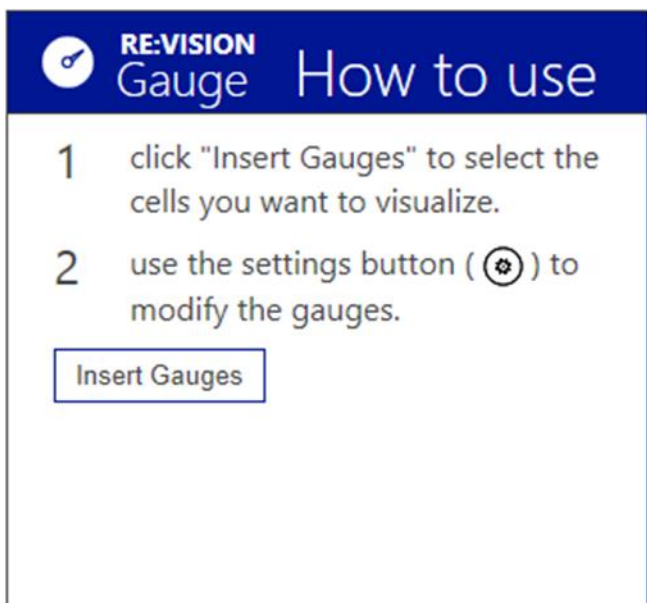 RE:VISION
Gauge How to use
1 click "Insert Gauges" to select the
cells you want to visualize.
2 use the settings button ( ) to
modify the gauges.
Insert Gauges